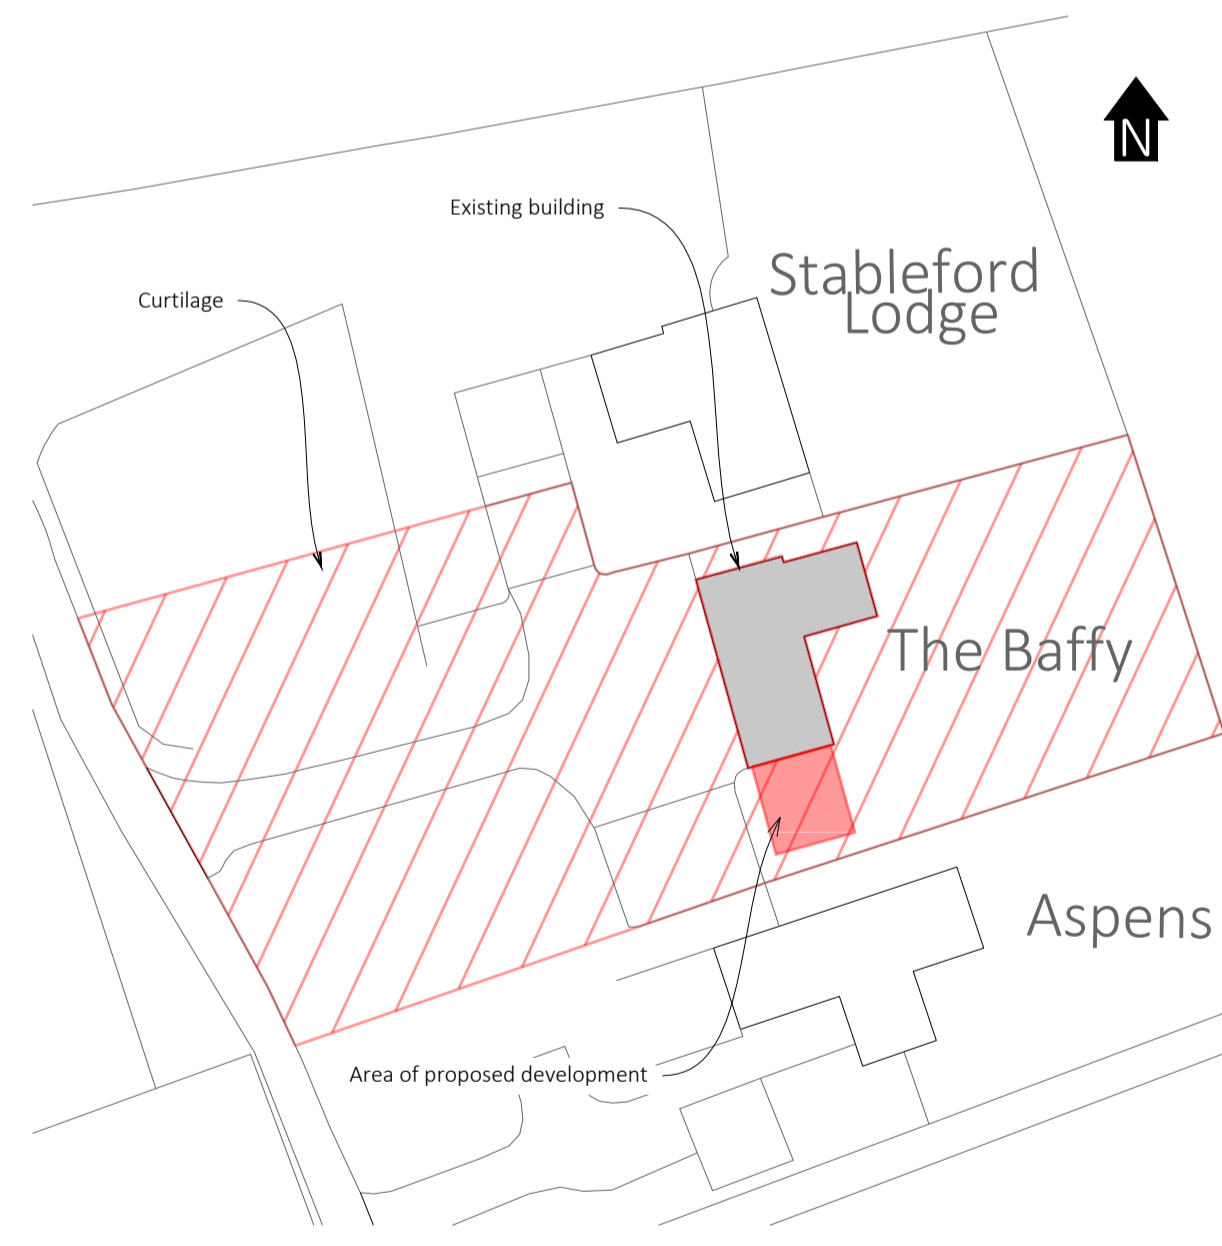 N
Existing building
Stableford
Lodge
Curtilage
The Baffy
Aspens
Area of proposed development